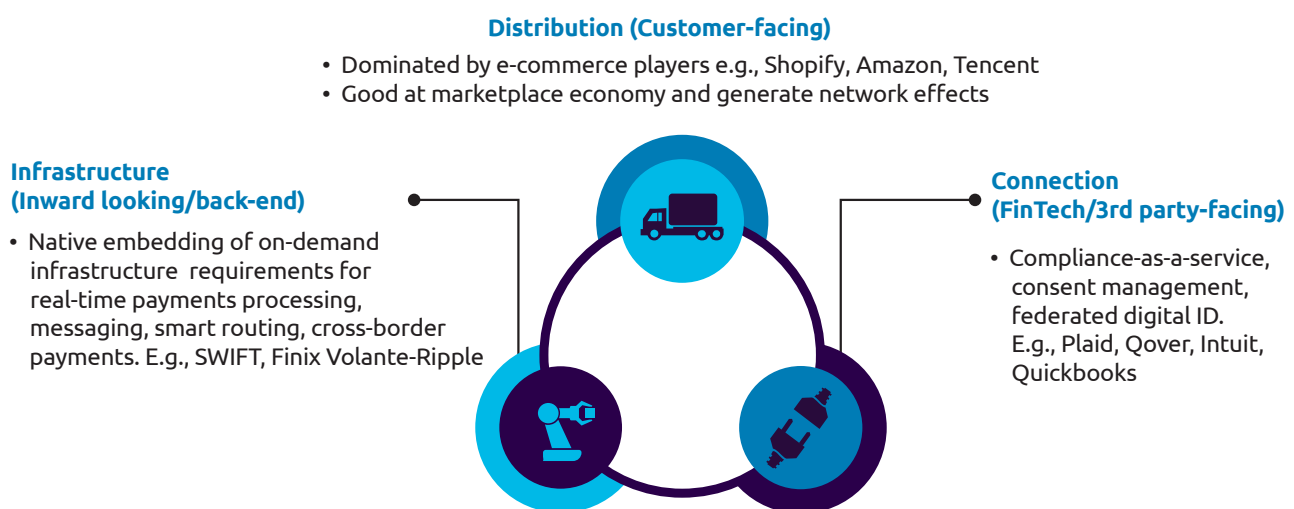 Distribution (Customer-facing)
• Dominated by e-commerce players e.g., Shopify, Amazon, Tencent
• Good at marketplace economy and generate network effects
Infrastructure
(Inward looking/back-end)
• Native embedding of on-demand
infrastructure requirements for
real-time payments processing,
messaging, smart routing, cross-border
payments. E.g., SWIFT, Finix Volante-Ripple
Connection
(FinTech/3rd party-facing)
• Compliance-as-a-service,
consent management,
federated digital ID.
E.g., Plaid, Qover, Intuit,
Quickbooks